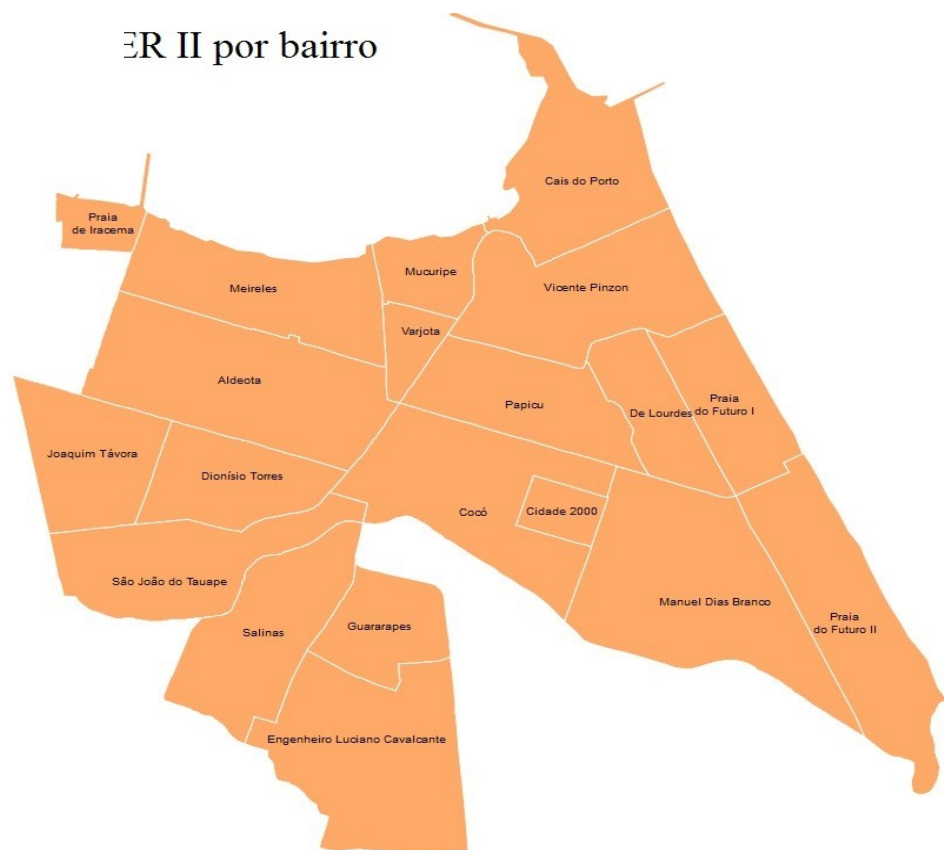 ER II por bairro
Cais do Porto
Praia
de Iracema
Mucuripe
Meireles
Vicente Pinzon
Varjota
Aldeota
Papicu
Praia
do Futuro I
De Lourdes
Joaquim Távora
Dionísio Torres
Cocó
Cidade 2000
São João do Tauape
Manuel Dias Branco
Praia
do Futuro II
Salinas
Guararapes
Engenheiro Luciano Cavalcante